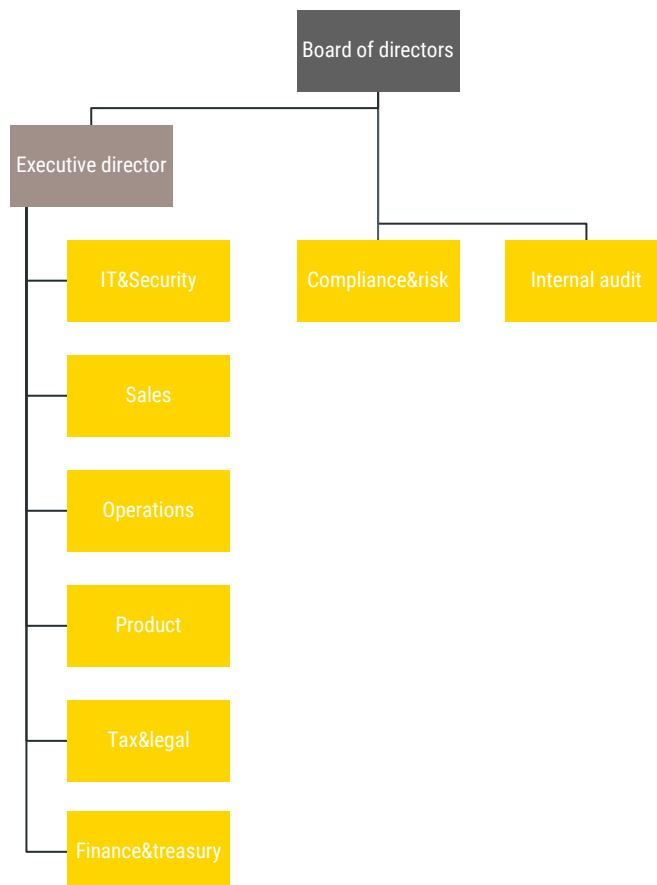 Board of directors
Executive director
IT&Security
Compliance&risk
Internal audit
Sales
Operations
Product
Tax&legal
Finance&treasury